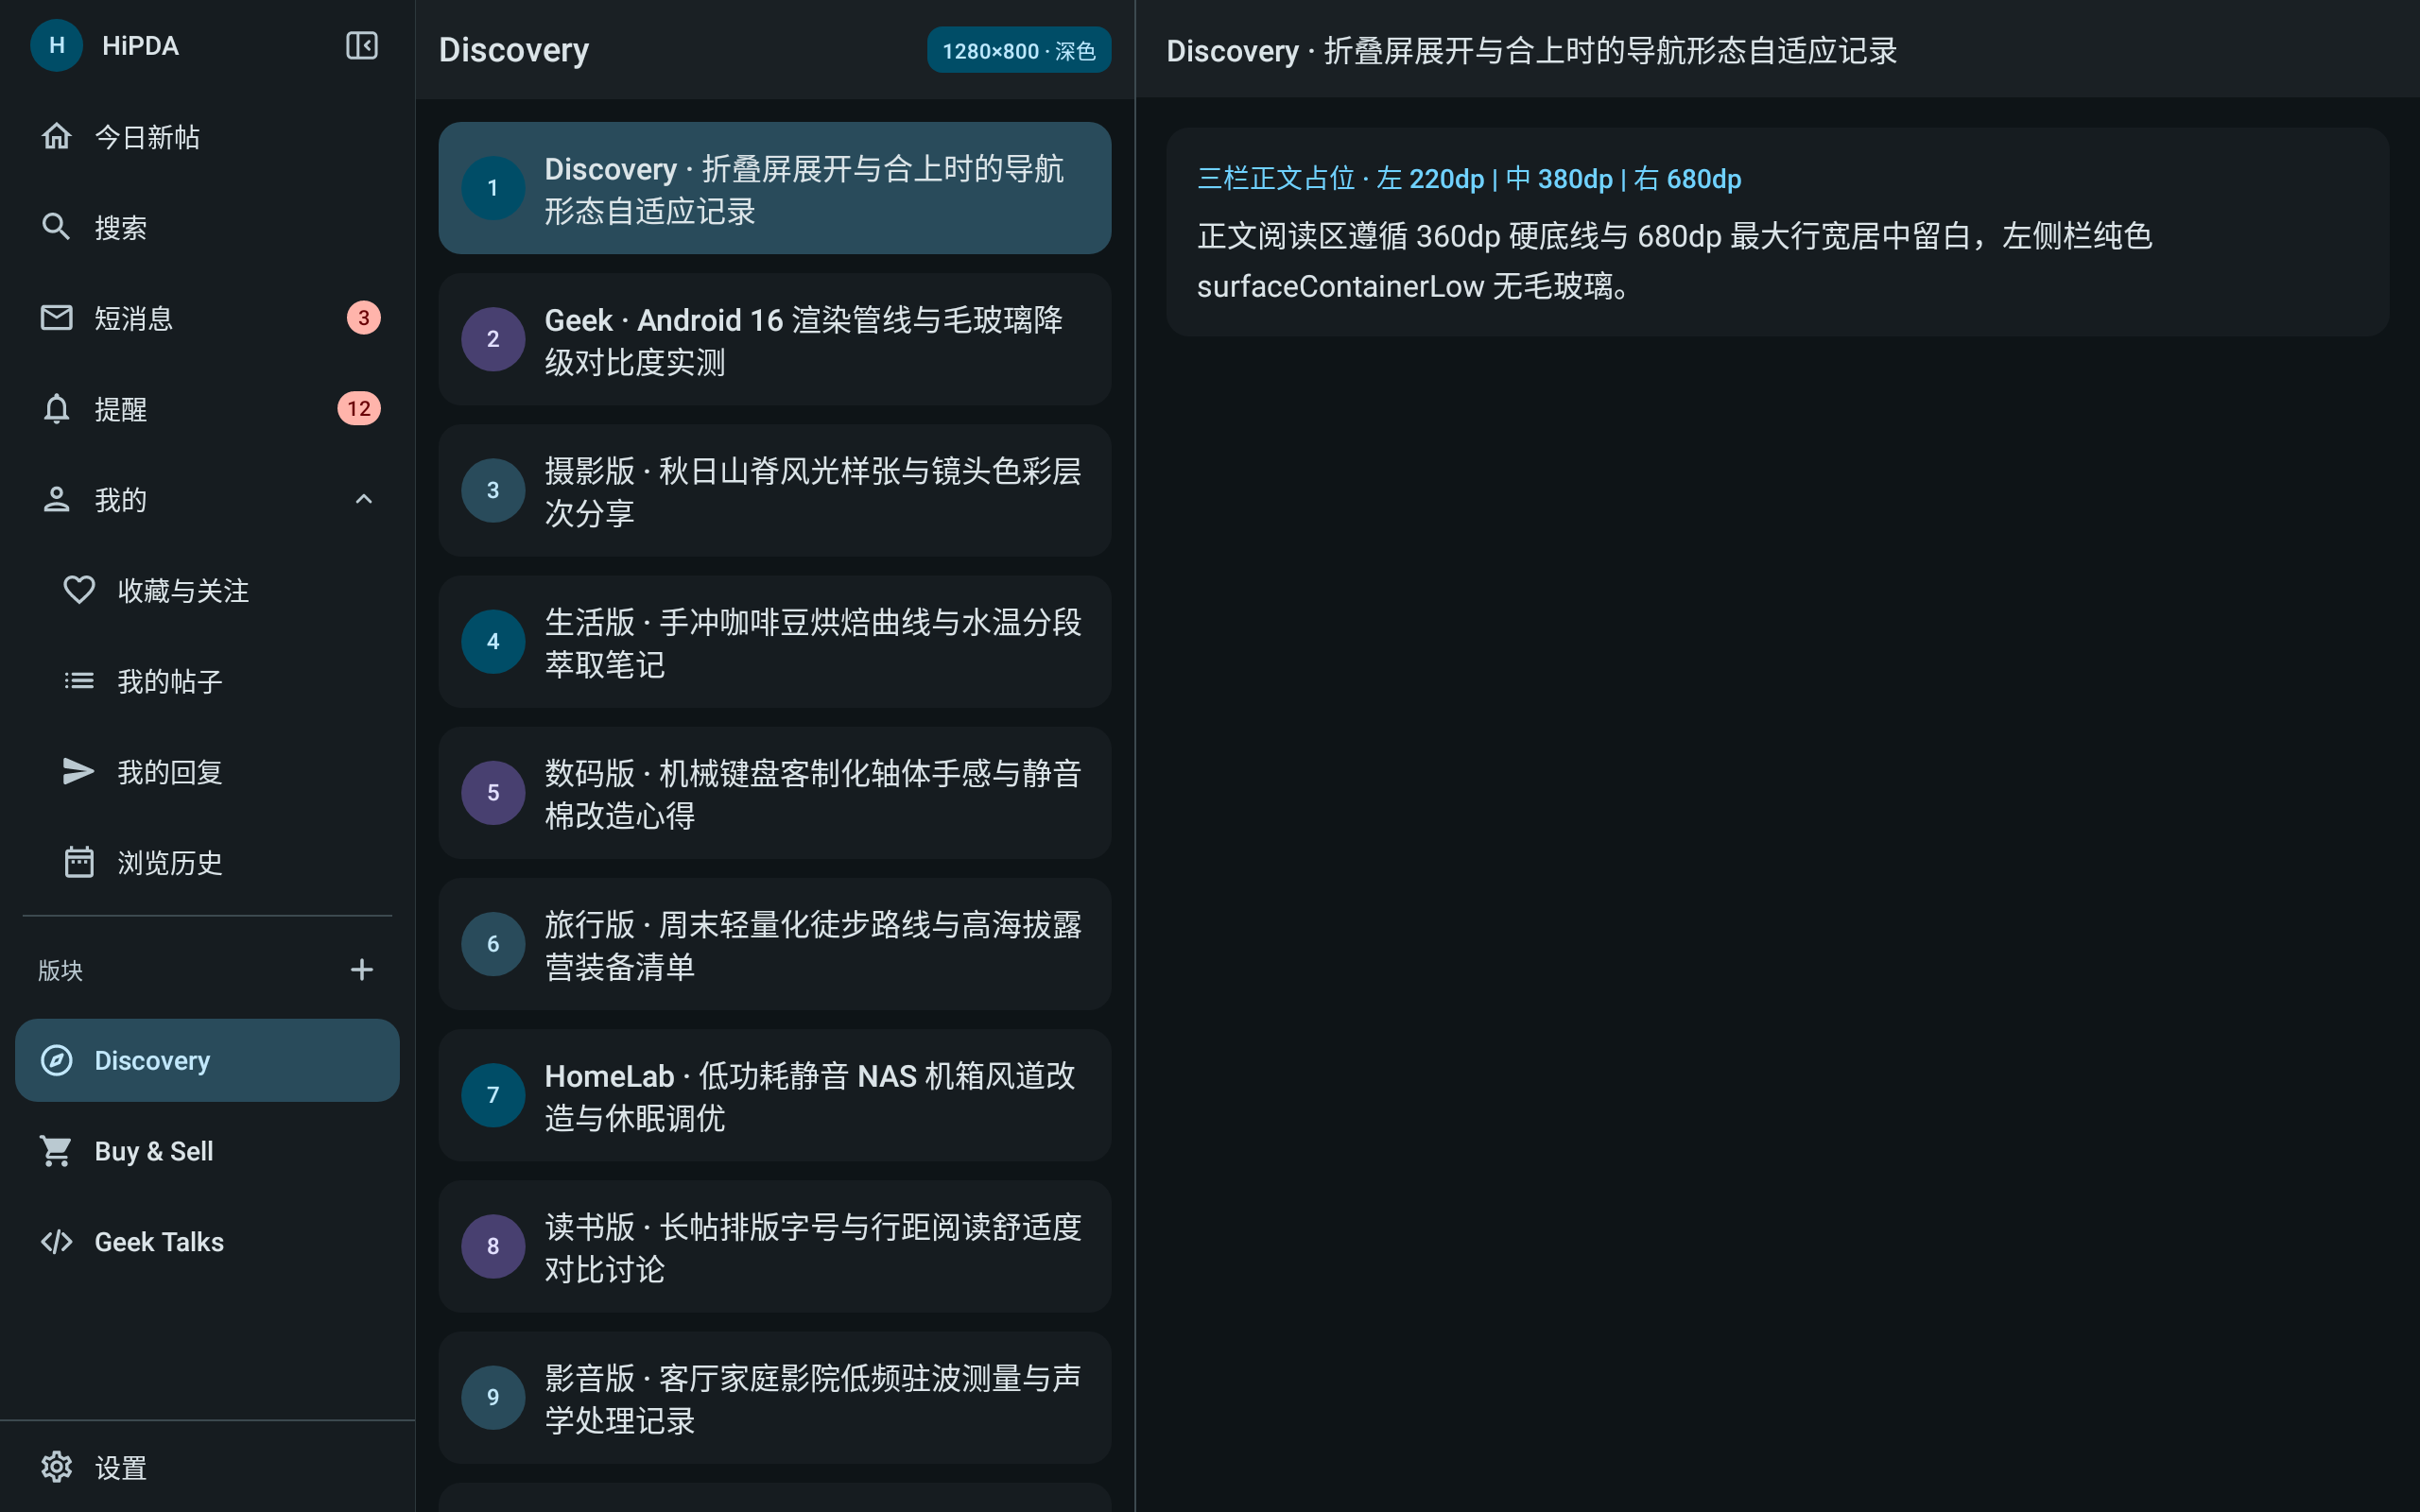 H HiPDA
今日新帖
搜索
短消息 3
提醒 12
我的
收藏与关注
我的帖子
我的回复
浏览历史
版块
Discovery
Buy & Sell
Geek Talks
设置
Discovery 1280×800 · 深色
1 Discovery · 折叠屏展开与合上时的导航
形态自适应记录
2 Geek · Android 16 渲染管线与毛玻璃降
级对比度实测
3 摄影版 · 秋日山脊风光样张与镜头色彩层
次分享
4 生活版 · 手冲咖啡豆烘焙曲线与水温分段
萃取笔记
5 数码版 · 机械键盘客制化轴体手感与静音
棉改造心得
6 旅行版 · 周末轻量化徒步路线与高海拔露
营装备清单
7 HomeLab · 低功耗静音 NAS 机箱风道改
造与休眠调优
8 读书版 · 长帖排版字号与行距阅读舒适度
对比讨论
9 影音版 · 客厅家庭影院低频驻波测量与声
学处理记录
Discovery · 折叠屏展开与合上时的导航形态自适应记录
三栏正文占位 · 左 220dp | 中 380dp | 右 680dp
正文阅读区遵循 360dp 硬底线与 680dp 最大行宽居中留白，左侧栏纯色
surfaceContainerLow 无毛玻璃。